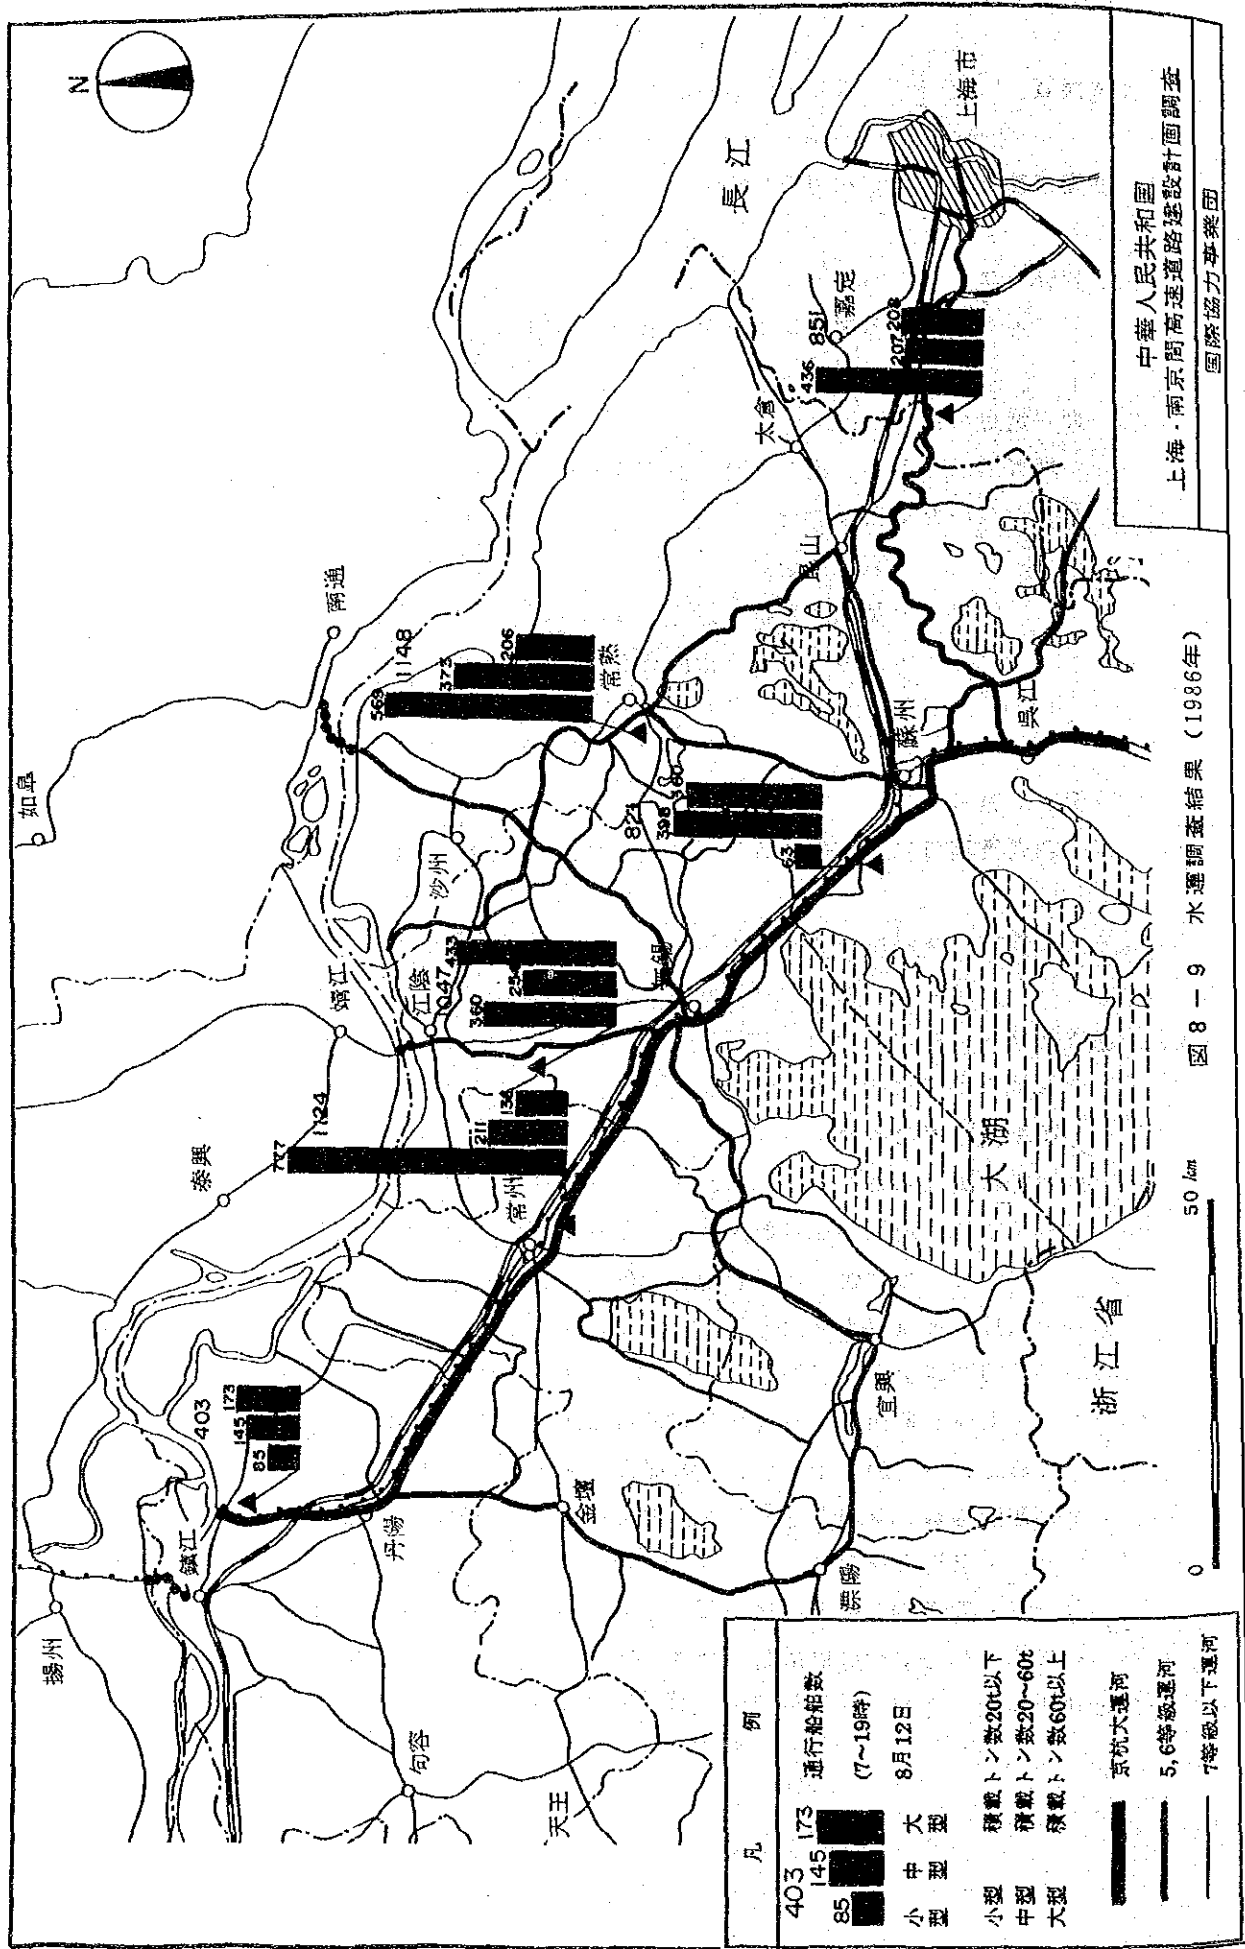 N
如皐
南通
長江
上海市
嘉定
太倉
昆山
常熟
蘇州
呉江
沙州
無錫
江陰
靖江
泰興
常州
大湖
浙江省
宜興
溧陽
金壇
丹陽
鎮江
揚州
句容
天王
403
85
145
173
1124
777
211
136
1047
360
254
433
1148
569
373
206
821
63
398
360
851
436
207
208
凡 例
403
85
145
173
通行船舶数
(7~19時)
8月12日
小型
中型
大型
小型 積載トン数20t以下
中型 積載トン数20~60t
大型 積載トン数60t以上
京杭大運河
5,6等級運河
7等級以下運河
0
50 km
図8-9 水運調査結果(1986年)
中華人民共和国
上海・南京間高速道路建設計画調査
国際協力事業団